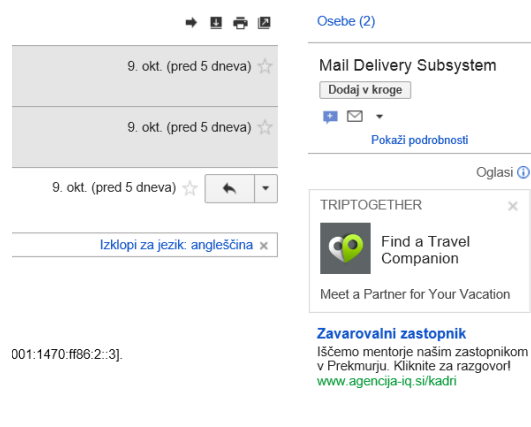 Osebe (2)
9. okt. (pred 5 dneva)
Mail Delivery Subsystem
Dodaj v kroge
9. okt. (pred 5 dneva)
Pokaži podrobnosti
Oglasi
9. okt. (pred 5 dneva)
TRIPTOGETHER
Find a Travel
Companion
Izklopi za jezik: angleščina ×
Meet a Partner for Your Vacation
Zavarovalni zastopnik
Iščemo mentorje našim zastopnikom
v Prekmurju. Kliknite za razgovor!
www.agencija-iq.si/kadri
001:1470:ff86:2::3].